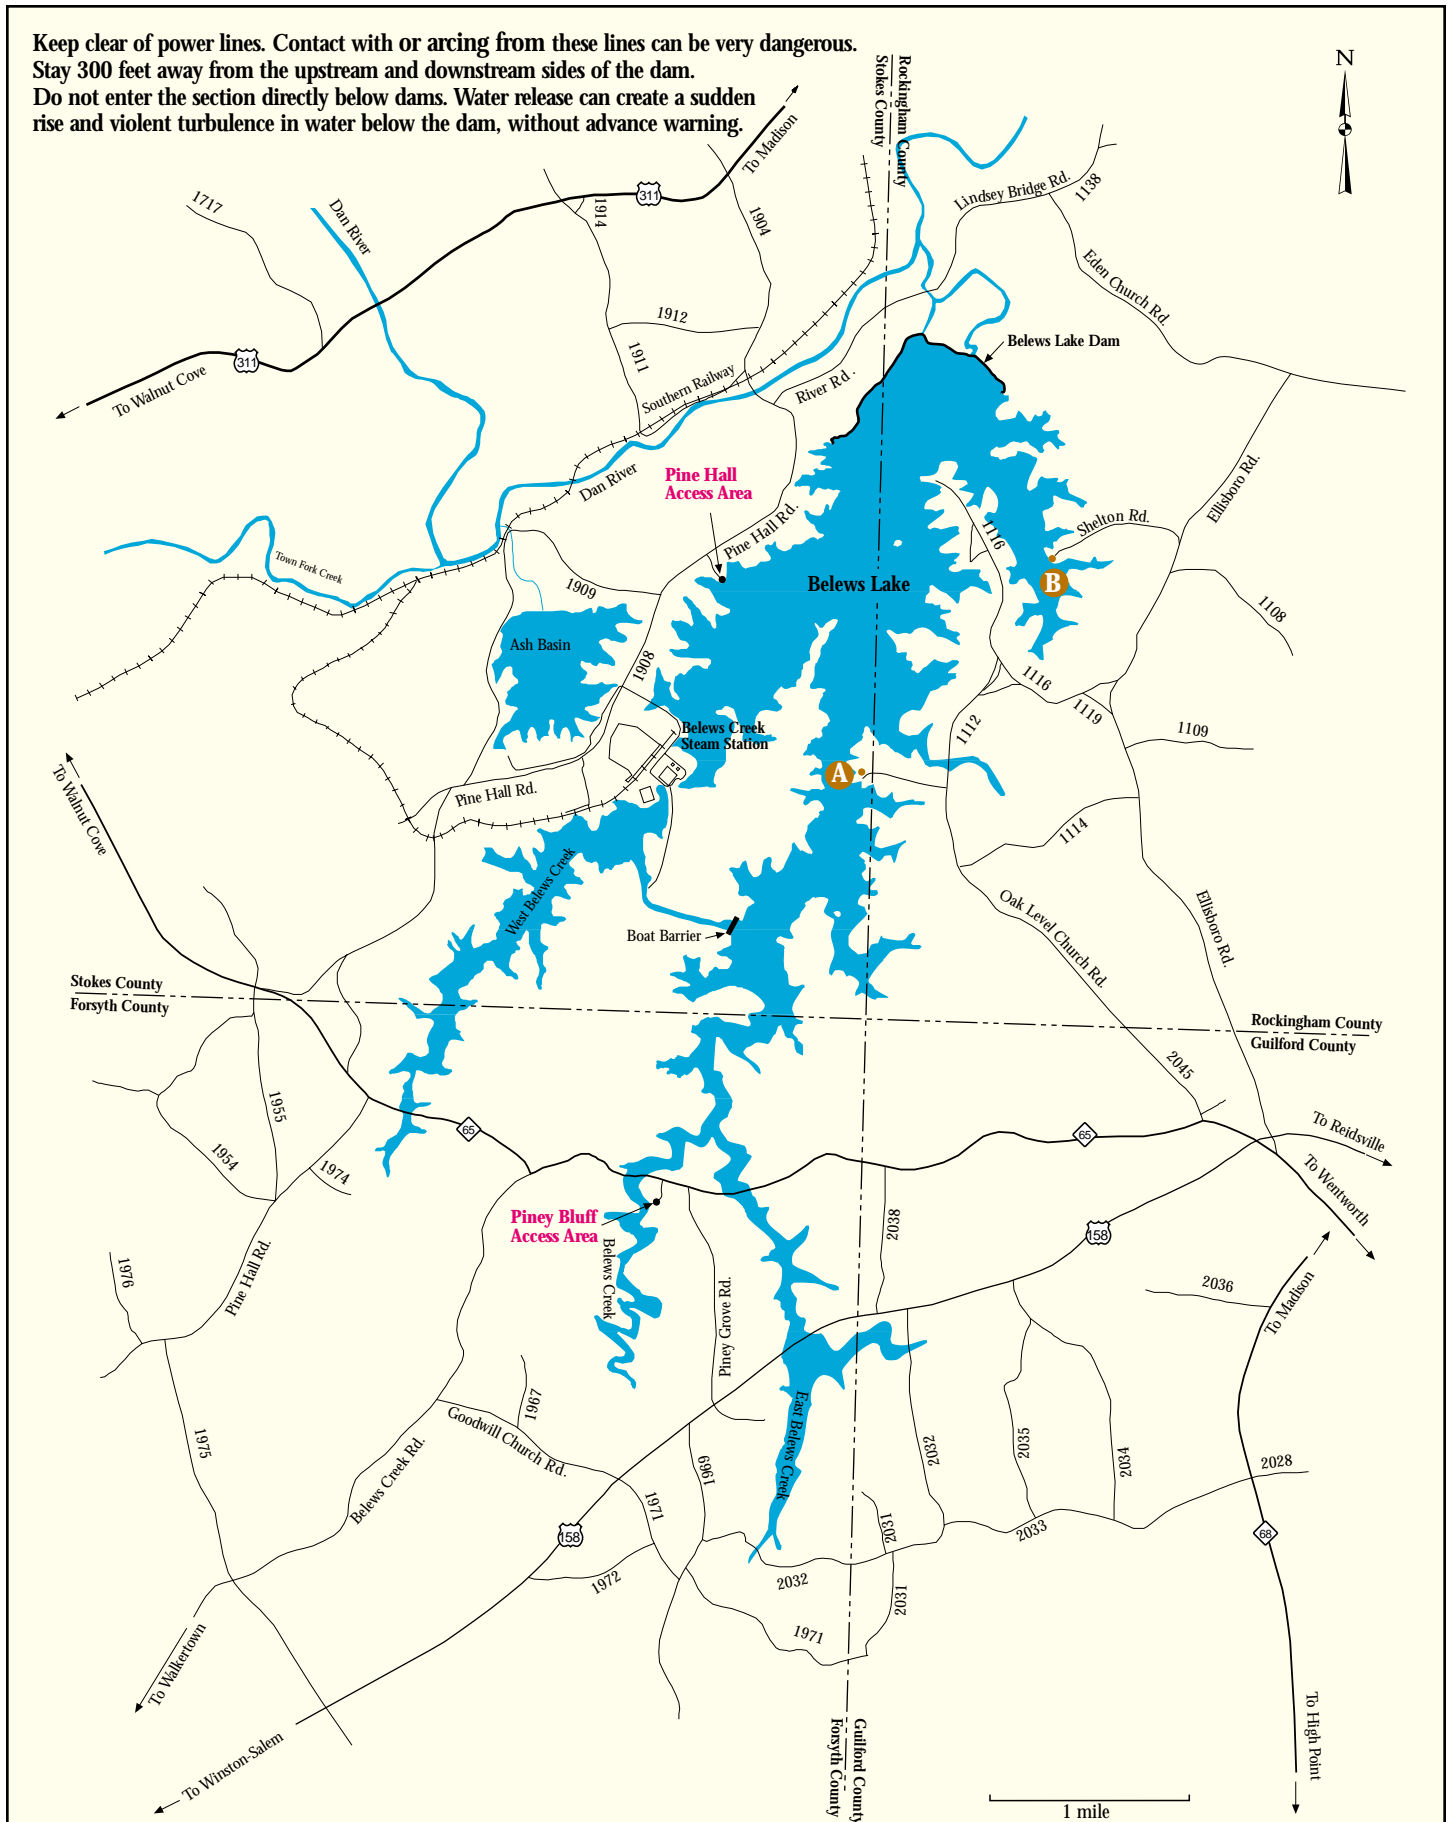 Keep clear of power lines. Contact with or arcing from these lines can be very dangerous.
Stay 300 feet away from the upstream and downstream sides of the dam.
Do not enter the section directly below dams. Water release can create a sudden
rise and violent turbulence in water below the dam, without advance warning.
N
Stokes County
Rockingham County
To Madison
311
1717
Dan River
1914
1904
Lindsey Bridge Rd.
1138
Eden Church Rd.
1912
1911
311
To Walnut Cove
Southern Railway
River Rd.
Belews Lake Dam
Dan River
Pine Hall
Access Area
Pine Hall Rd.
1116
Shelton Rd.
Ellisboro Rd.
Town Fork Creek
1909
Belews Lake
B
1108
Ash Basin
1908
1116
1119
1112
1109
Belews Creek
Steam Station
A
To Walnut Cove
Pine Hall Rd.
1114
West Belews Creek
Oak Level Church Rd.
Ellisboro Rd.
Boat Barrier
Stokes County
Forsyth County
Rockingham County
Guilford County
2045
1955
65
65
To Reidsville
1954
1974
To Wentworth
Piney Bluff
Access Area
Belews Creek
2038
158
1976
Pine Hall Rd.
Piney Grove Rd.
2036
To Madison
1967
Goodwill Church Rd.
East Belews Creek
1975
Belews Creek Rd.
1969
2032
2035
2034
2028
1971
2031
2033
68
158
1972
2032
2031
1971
To Walkertown
To Winston-Salem
Forsyth County
Guilford County
To High Point
1 mile